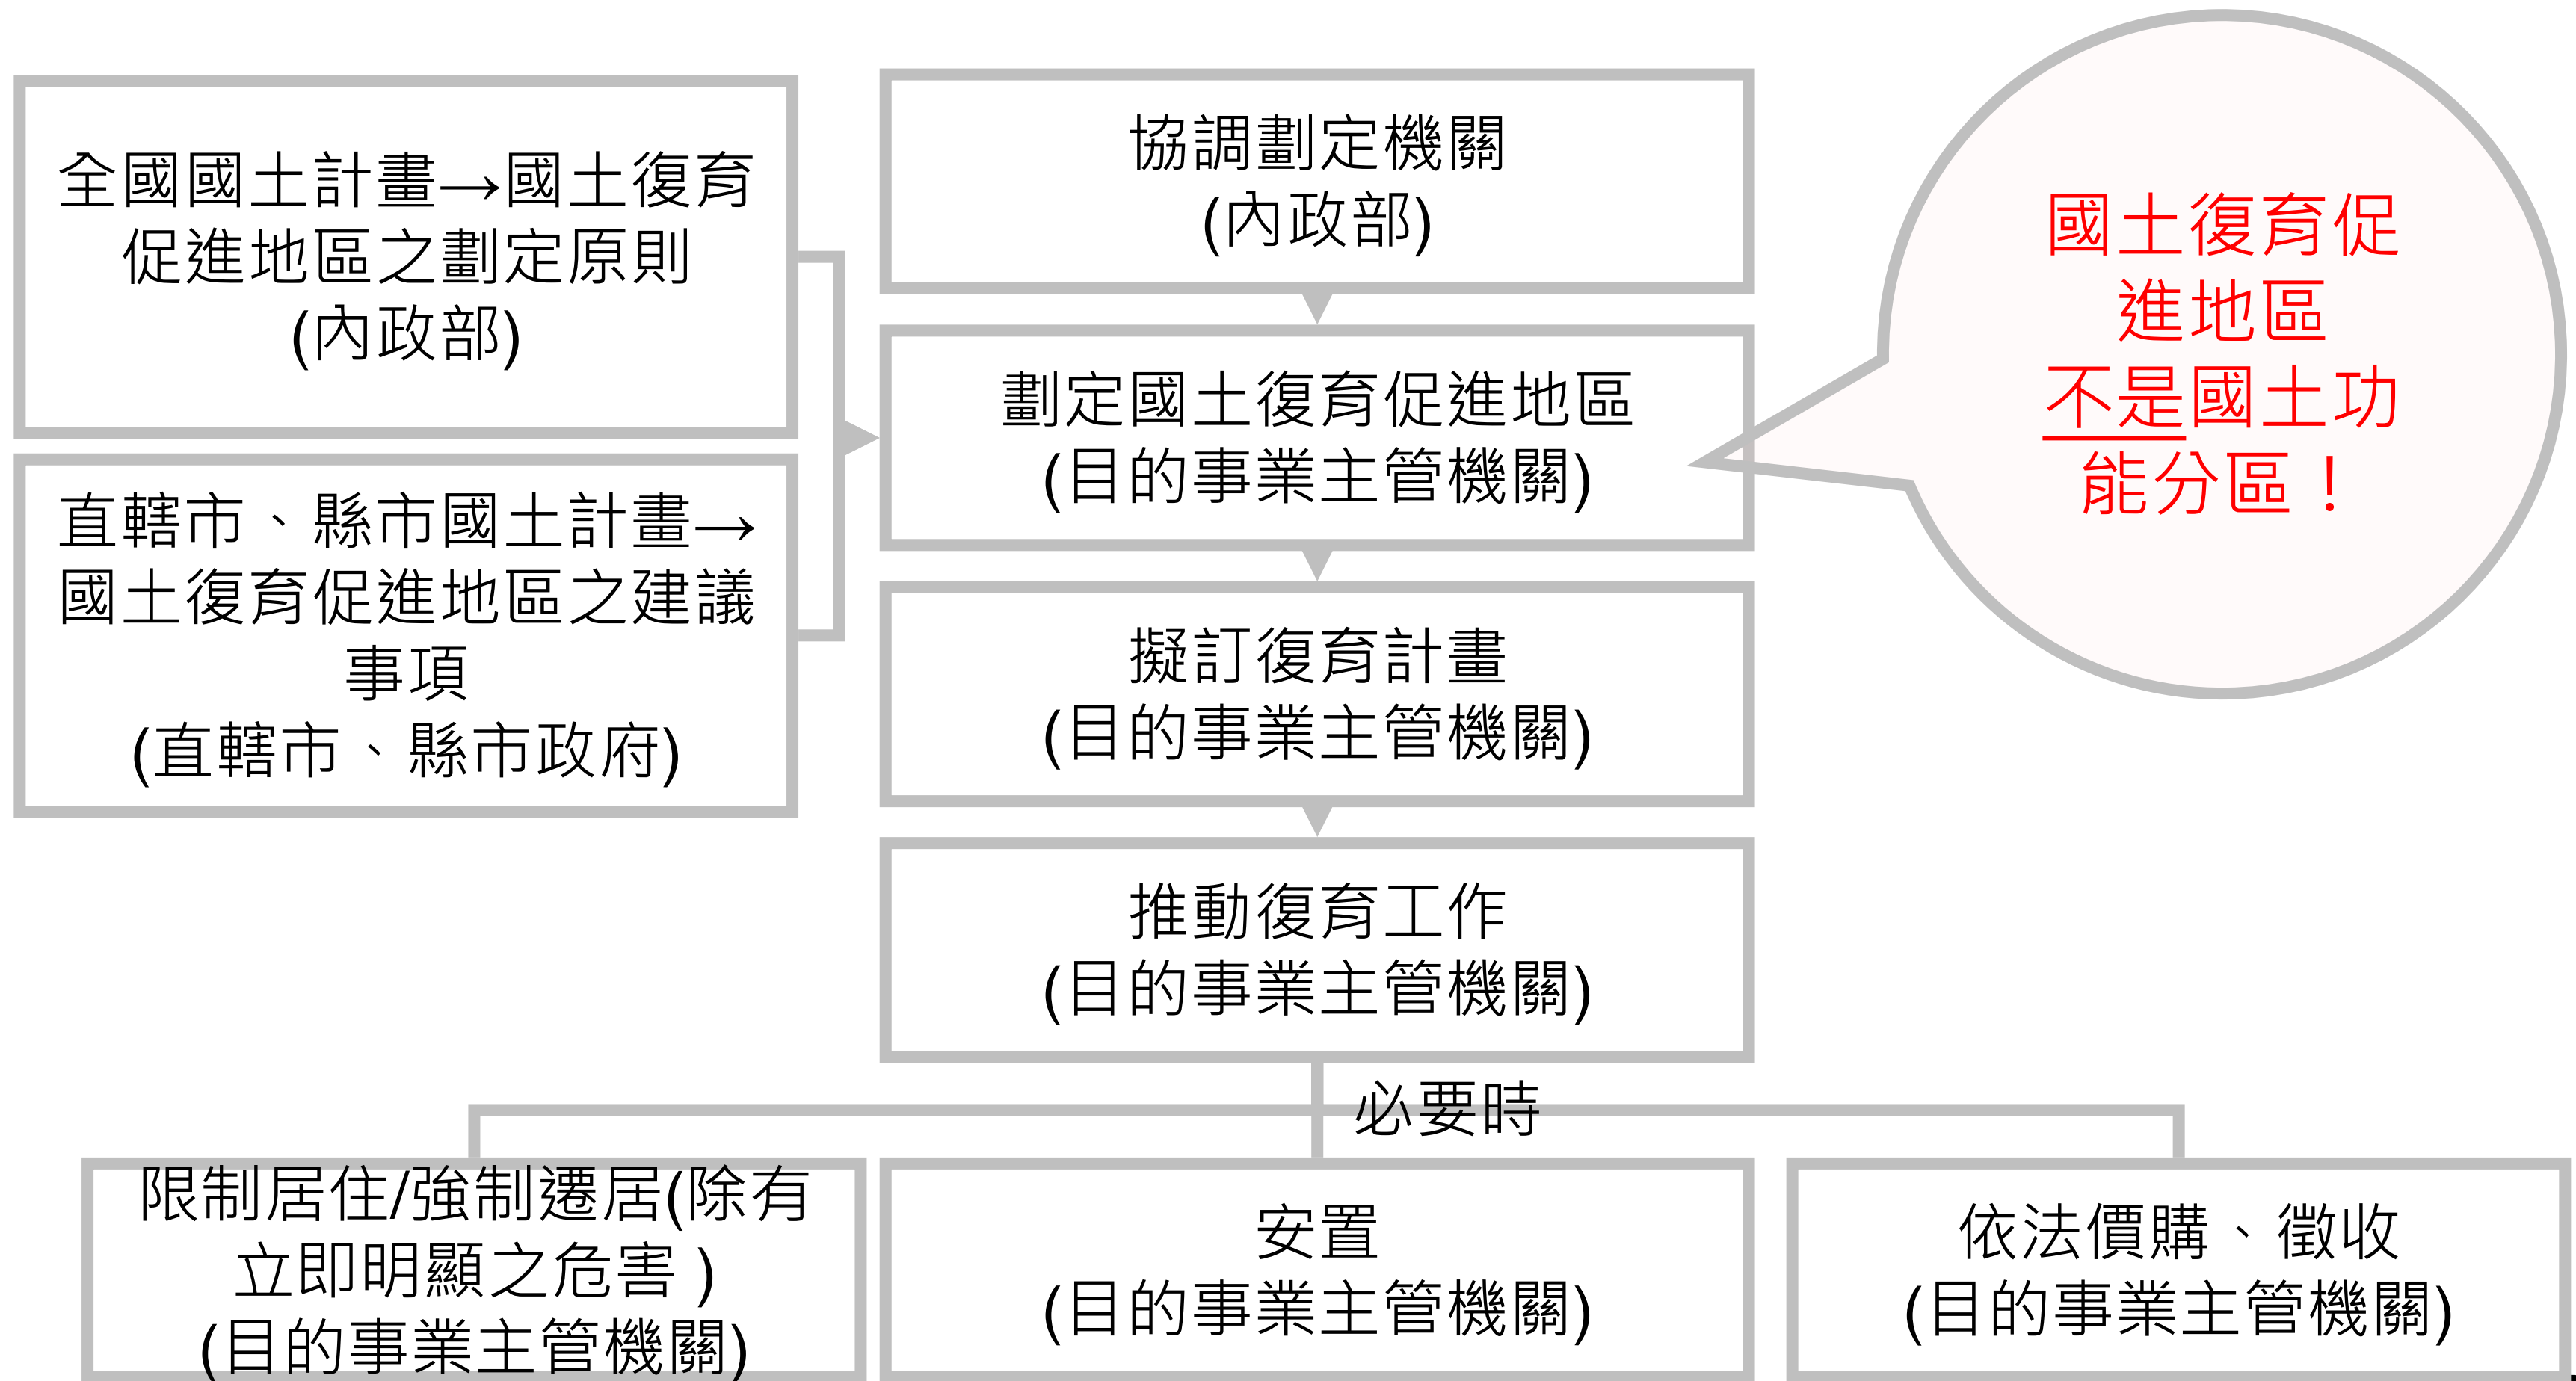 全國國土計畫→國土復育
促進地區之劃定原則
(內政部)
直轄市、縣市國土計畫→
國土復育促進地區之建議
事項
(直轄市、縣市政府)
協調劃定機關
(內政部)
劃定國土復育促進地區
(目的事業主管機關)
擬訂復育計畫
(目的事業主管機關)
推動復育工作
(目的事業主管機關)
國土復育促
進地區
不是國土功
能分區！
必要時
限制居住/強制遷居(除有
立即明顯之危害 )
(目的事業主管機關)
安置
(目的事業主管機關)
依法價購、徵收
(目的事業主管機關)